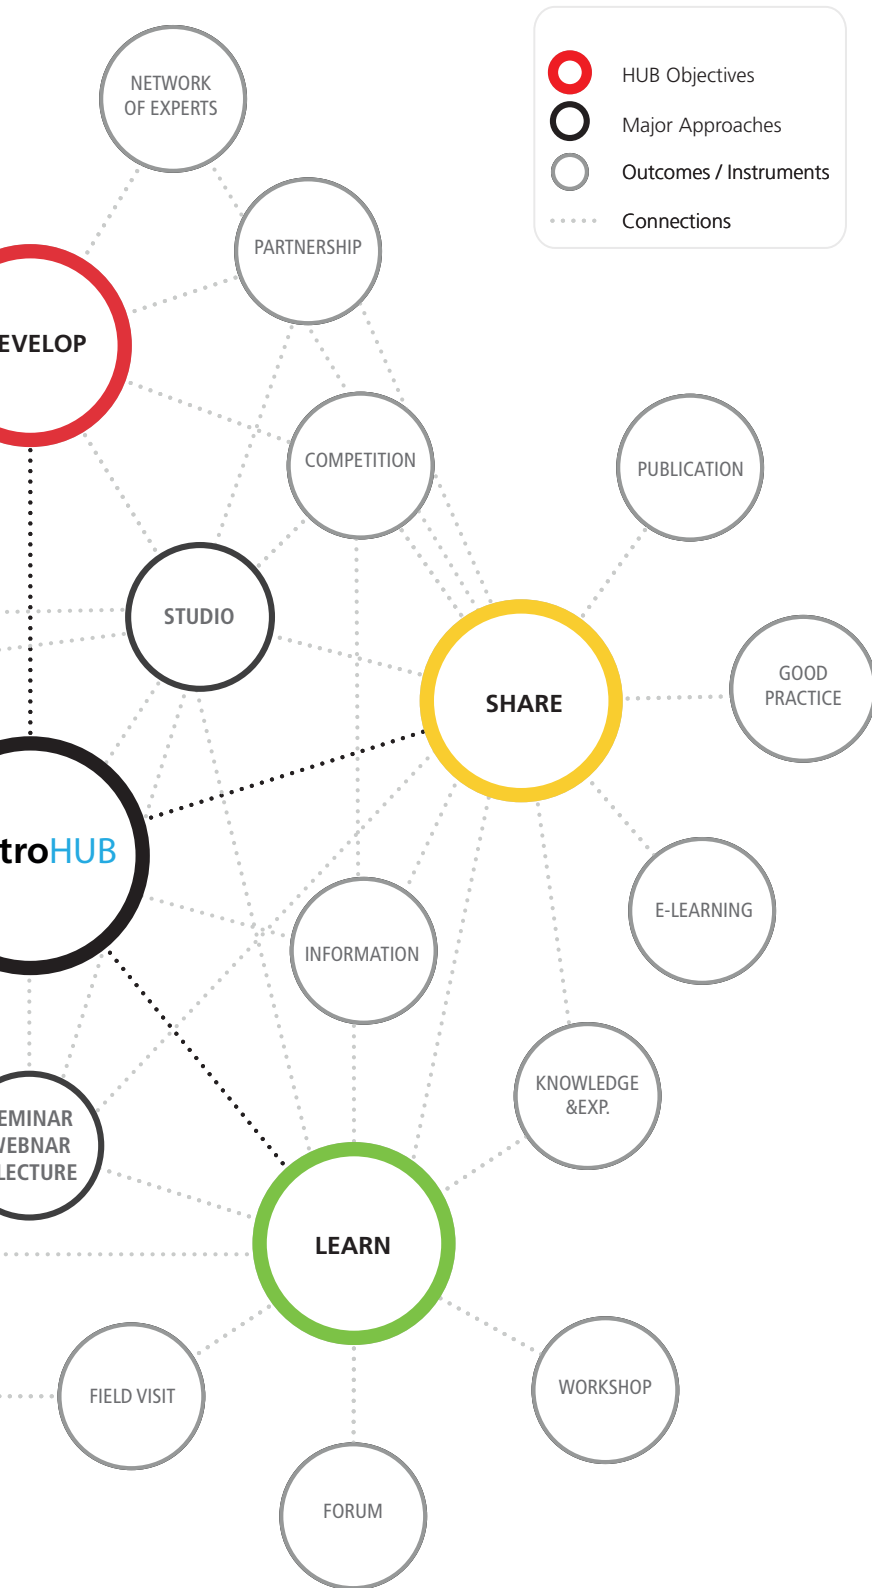 HUB Objectives
Major Approaches
Outcomes / Instruments
Connections
NETWORK
OF EXPERTS
PARTNERSHIP
EVELOP
COMPETITION
PUBLICATION
STUDIO
GOOD
PRACTICE
SHARE
troHUB
E-LEARNING
INFORMATION
KNOWLEDGE
&EXP.
EMINAR
WEBNAR
LECTURE
LEARN
FIELD VISIT
WORKSHOP
FORUM